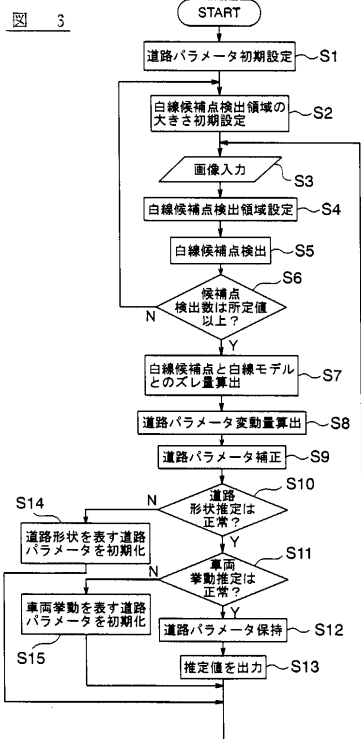 図 3
START
道路パラメータ初期設定
S1
白線候補点検出領域の
大きさ初期設定
S2
画像入力
S3
白線候補点検出領域設定
S4
白線候補点検出
S5
候補点
検出数は所定値
以上?
S6
N
Y
白線候補点と白線モデル
とのズレ量算出
S7
道路パラメータ変動量算出
S8
道路パラメータ補正
S9
道路
形状推定は
正常?
S10
N
Y
S14
道路形状を表す道路
パラメータを初期化
車両
挙動推定は
正常?
S11
N
Y
車両挙動を表す道路
パラメータを初期化
S15
道路パラメータ保持
S12
推定値を出力
S13